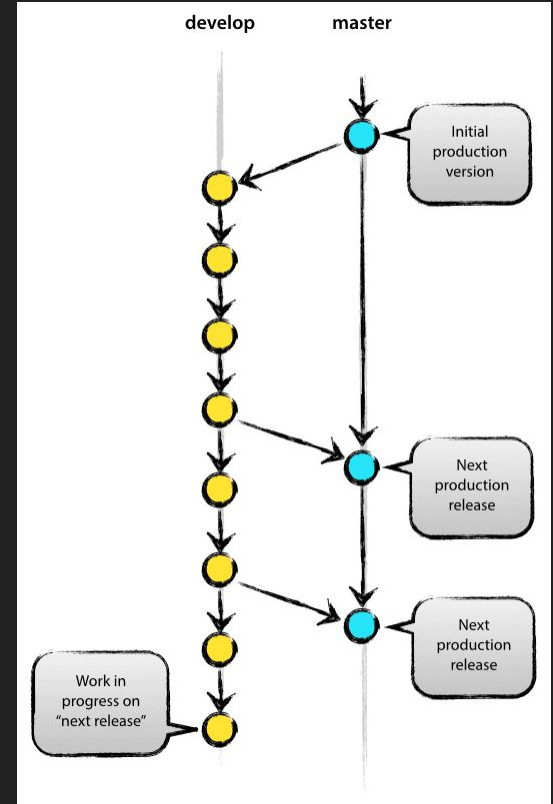 develop
master
Initial
production
version
Next
production
release
Next
production
release
Work in
progress on
“next release”